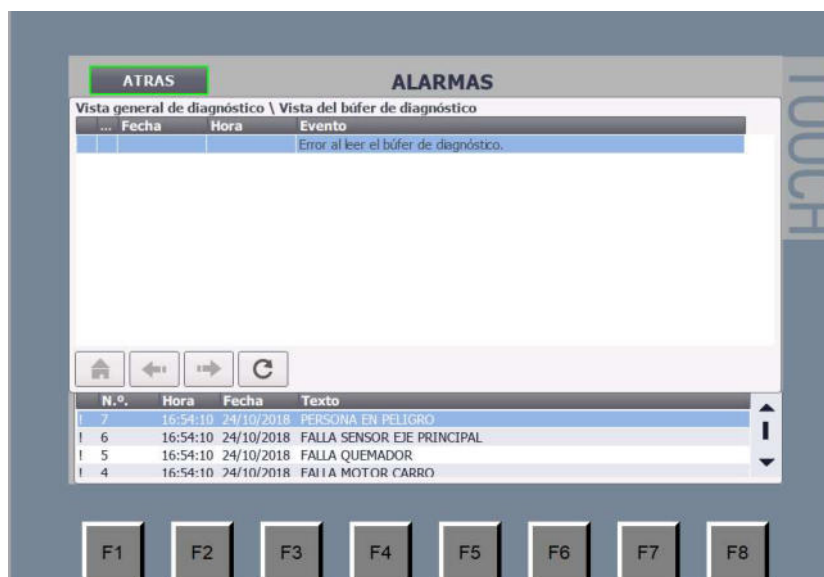 ATRAS
ALARMAS
Vista general de diagnóstico \ Vista del búfer de diagnóstico
... Fecha Hora Evento
Error al leer el búfer de diagnóstico.
N.º. Hora Fecha Texto
! 7 16:54:10 24/10/2018 PERSONA EN PELIGRO
! 6 16:54:10 24/10/2018 FALLA SENSOR EJE PRINCIPAL
! 5 16:54:10 24/10/2018 FALLA QUEMADOR
! 4 16:54:10 24/10/2018 FALLA MOTOR CARRO
TOUCH
F1 F2 F3 F4 F5 F6 F7 F8